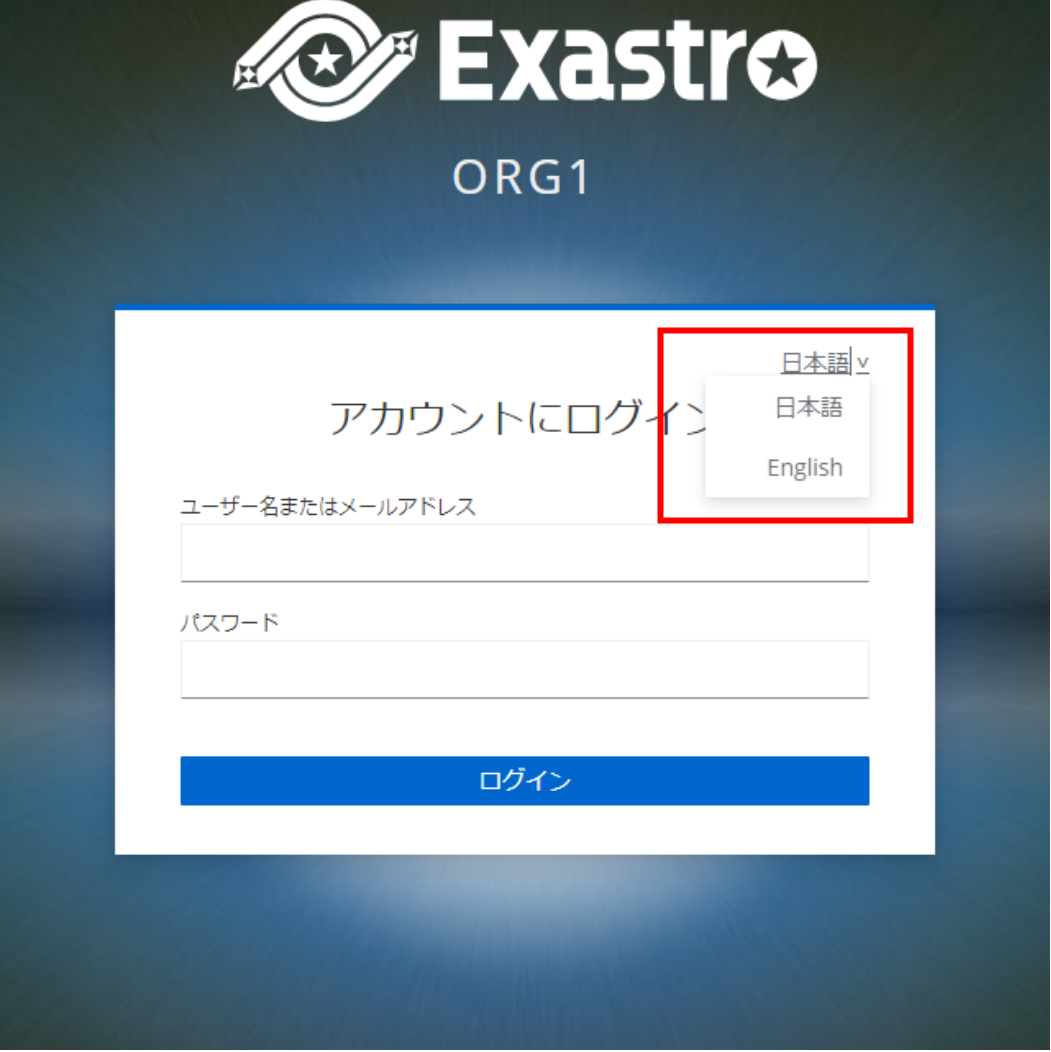 Exastro
ORG1
日本語 ˅
日本語
English
アカウントにログイン
ユーザー名またはメールアドレス
パスワード
ログイン